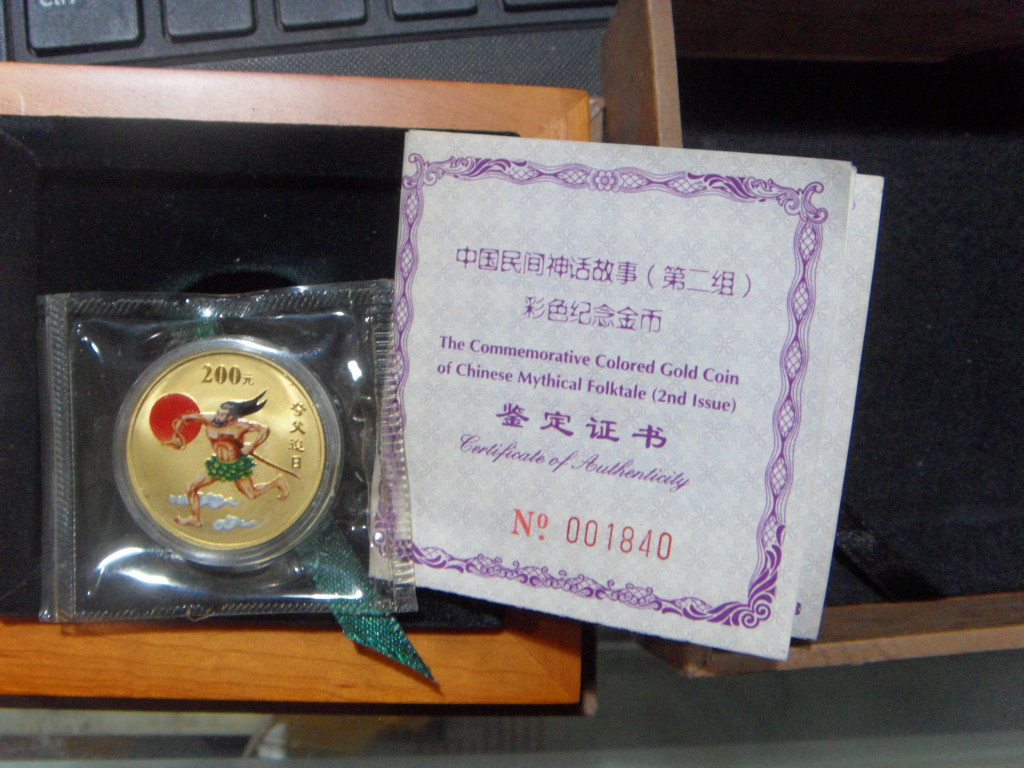 Ctrl
200元
夸父追日
中国民间神话故事（第二组）
彩色纪念金币
The Commemorative Colored Gold Coin
of Chinese Mythical Folktale (2nd Issue)
鉴定证书
Certificate of Authenticity
Nº 001840